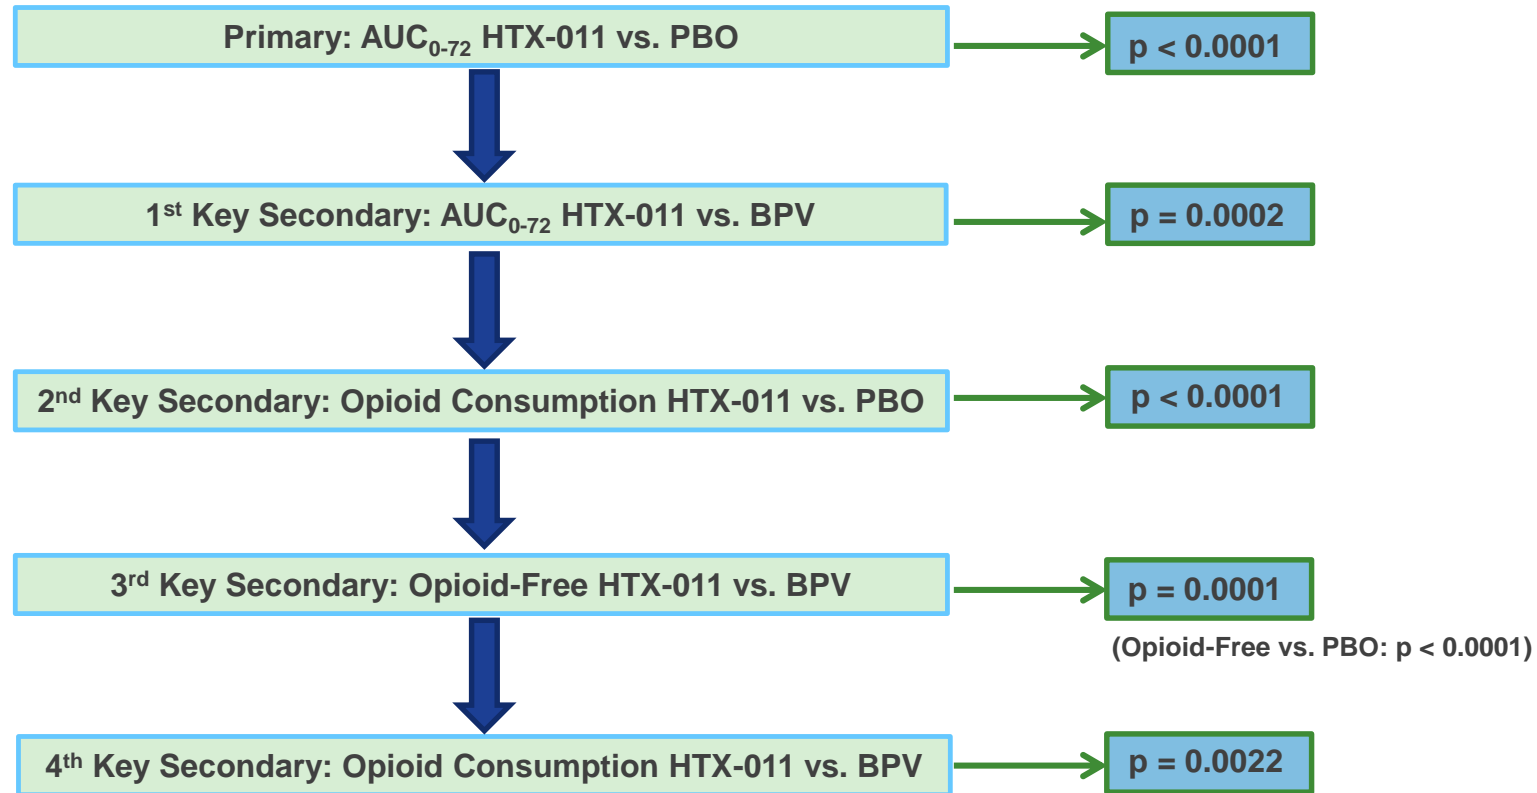 Primary: AUC0-72 HTX-011 vs. PBO
p < 0.0001
1st Key Secondary: AUC0-72 HTX-011 vs. BPV
p = 0.0002
2nd Key Secondary: Opioid Consumption HTX-011 vs. PBO
p < 0.0001
3rd Key Secondary: Opioid-Free HTX-011 vs. BPV
p = 0.0001
(Opioid-Free vs. PBO: p < 0.0001)
4th Key Secondary: Opioid Consumption HTX-011 vs. BPV
p = 0.0022